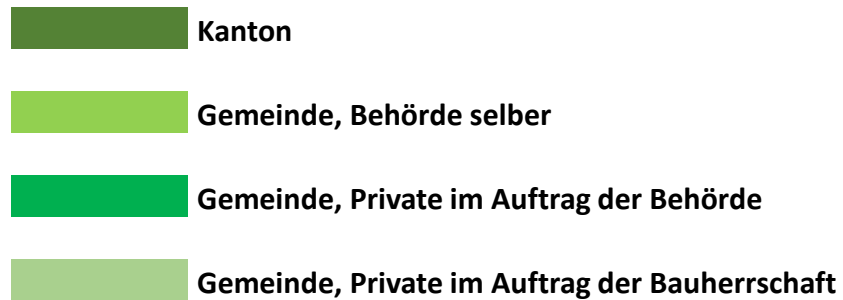 Kanton
Gemeinde, Behörde selber
Gemeinde, Private im Auftrag der Behörde
Gemeinde, Private im Auftrag der Bauherrschaft